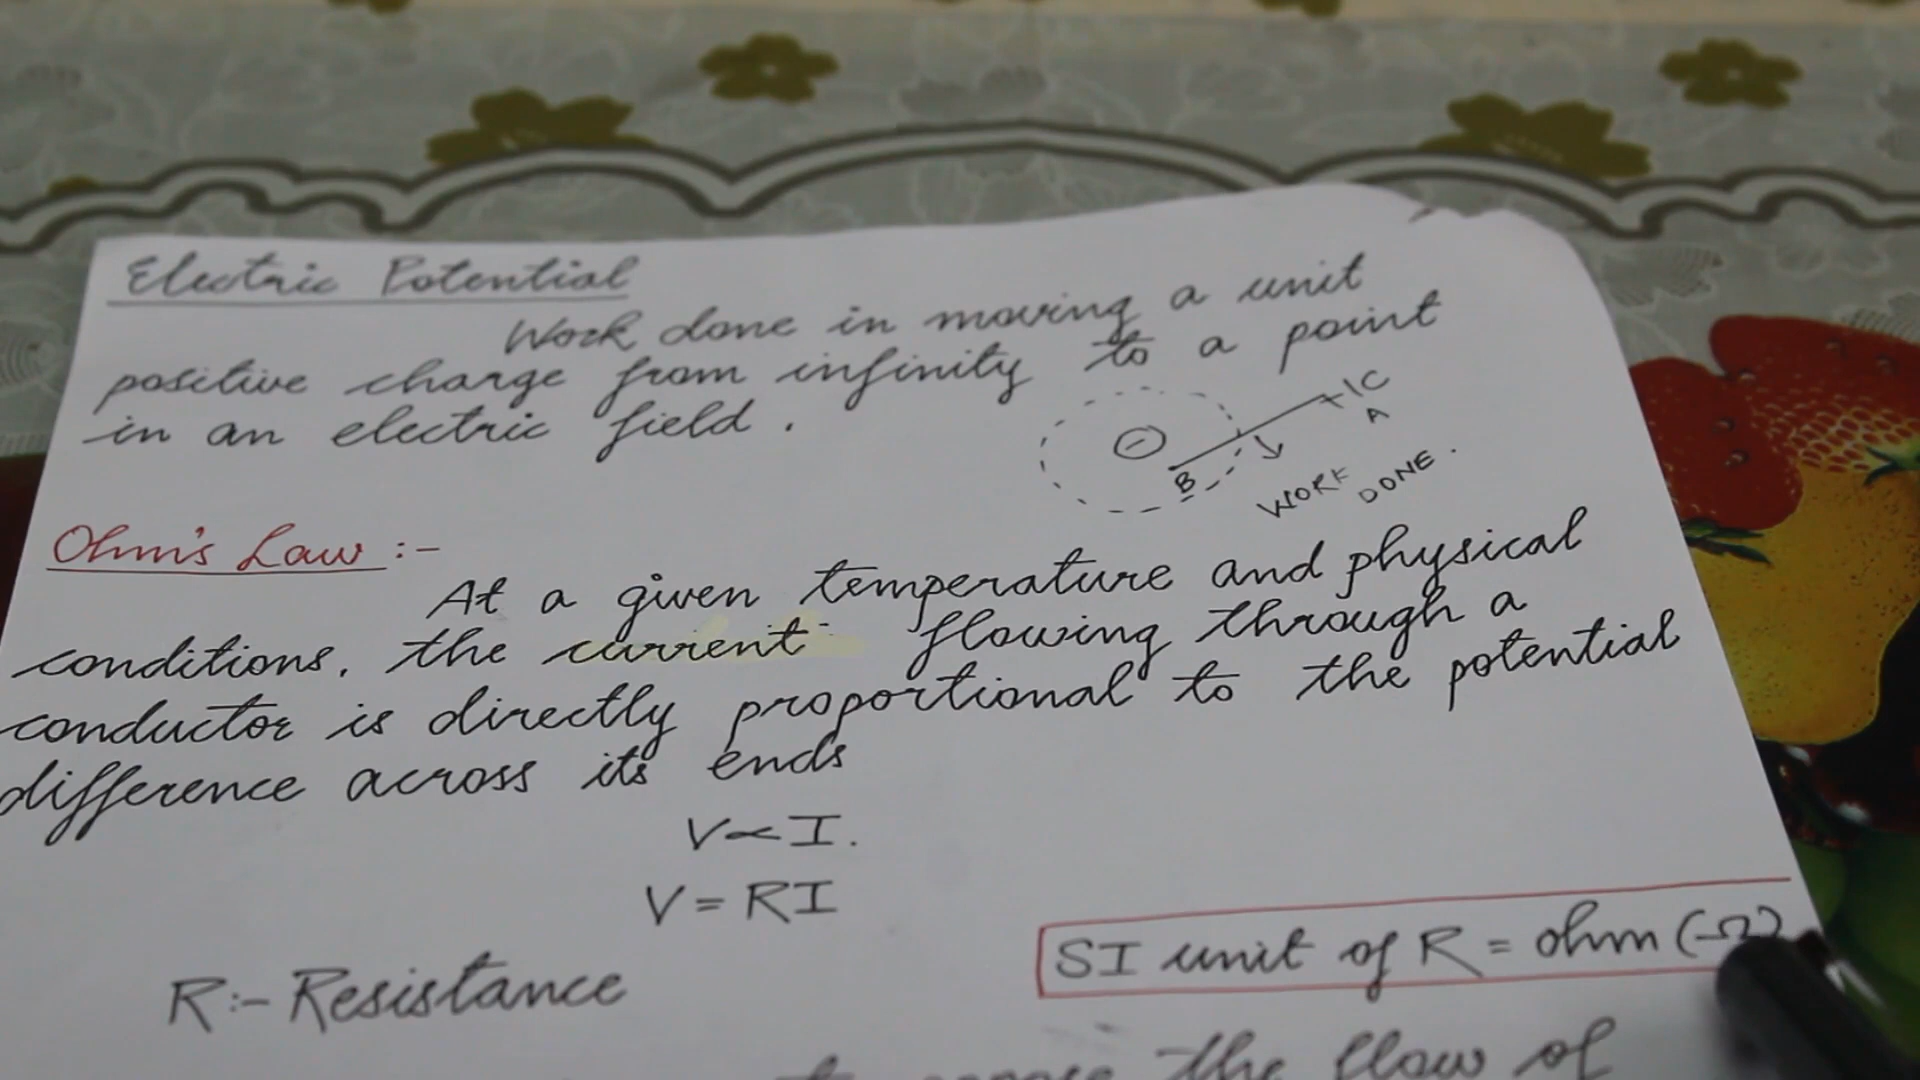 Electric Potential
Work done in moving a unit
positive charge from infinity to a point
in an electric field.
+1C
A
B
WORK DONE.
Ohm's Law :-
At a given temperature and physical
conditions, the current flowing through a
conductor is directly proportional to the potential
difference across its ends
V ∝ I.
V = RI
SI unit of R = ohm (Ω)
R:- Resistance
the flow of